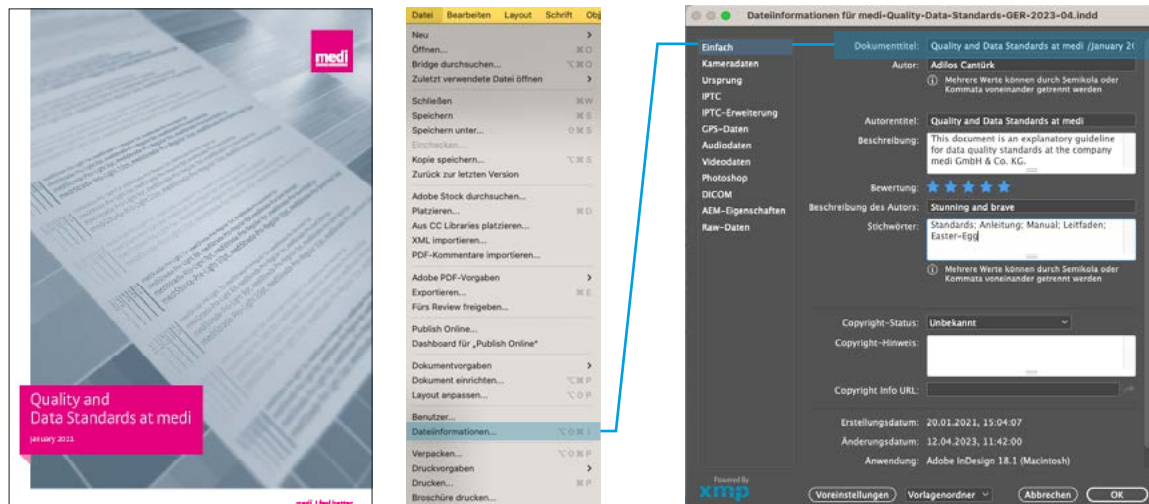 medi
Quality and
Data Standards at medi
january 2021
Datei Bearbeiten Layout Schrift Obj
Neu
Öffnen... ⌘O
Bridge durchsuchen... ⌥⌘O
Zuletzt verwendete Datei öffnen
Schließen ⌘W
Speichern ⌘S
Speichern unter... ⇧⌘S
Einchecken...
Kopie speichern... ⌥⌘S
Zurück zur letzten Version
Adobe Stock durchsuchen...
Platzieren... ⌘D
Aus CC Libraries platzieren...
XML importieren...
PDF-Kommentare importieren...
Adobe PDF-Vorgaben
Exportieren... ⌘E
Fürs Review freigeben...
Publish Online...
Dashboard für „Publish Online“
Dokumentvorgaben
Dokument einrichten... ⌥⌘P
Layout anpassen... ⌥⇧P
Benutzer...
Dateiinformationen... ⌥⇧⌘I
Verpacken... ⌥⇧⌘P
Druckvorgaben
Drucken... ⌘P
Broschüre drucken...
Dateiinformationen für medi-Quality-Data-Standards-GER-2023-04.indd
Einfach
Kameradaten
Ursprung
IPTC
IPTC-Erweiterung
GPS-Daten
Audiodaten
Videodaten
Photoshop
DICOM
AEM-Eigenschaften
Raw-Daten
Powered By
xmp
Dokumenttitel: Quality and Data Standards at medi /January 20
Autor: Adilos Cantürk
Mehrere Werte können durch Semikola oder
Kommata voneinander getrennt werden
Autorentitel: Quality and Data Standards at medi
Beschreibung: This document is an explanatory guideline
for data quality standards at the company
medi GmbH & Co. KG.
Bewertung:
Beschreibung des Autors: Stunning and brave
Stichwörter: Standards; Anleitung; Manual; Leitfaden;
Easter-Egg
Mehrere Werte können durch Semikola oder
Kommata voneinander getrennt werden
Copyright-Status: Unbekannt
Copyright-Hinweis:
Copyright Info URL:
Erstellungsdatum: 20.01.2021, 15:04:07
Änderungsdatum: 12.04.2023, 11:42:00
Anwendung: Adobe InDesign 18.1 (Macintosh)
Voreinstellungen Vorlagenordner Abbrechen OK